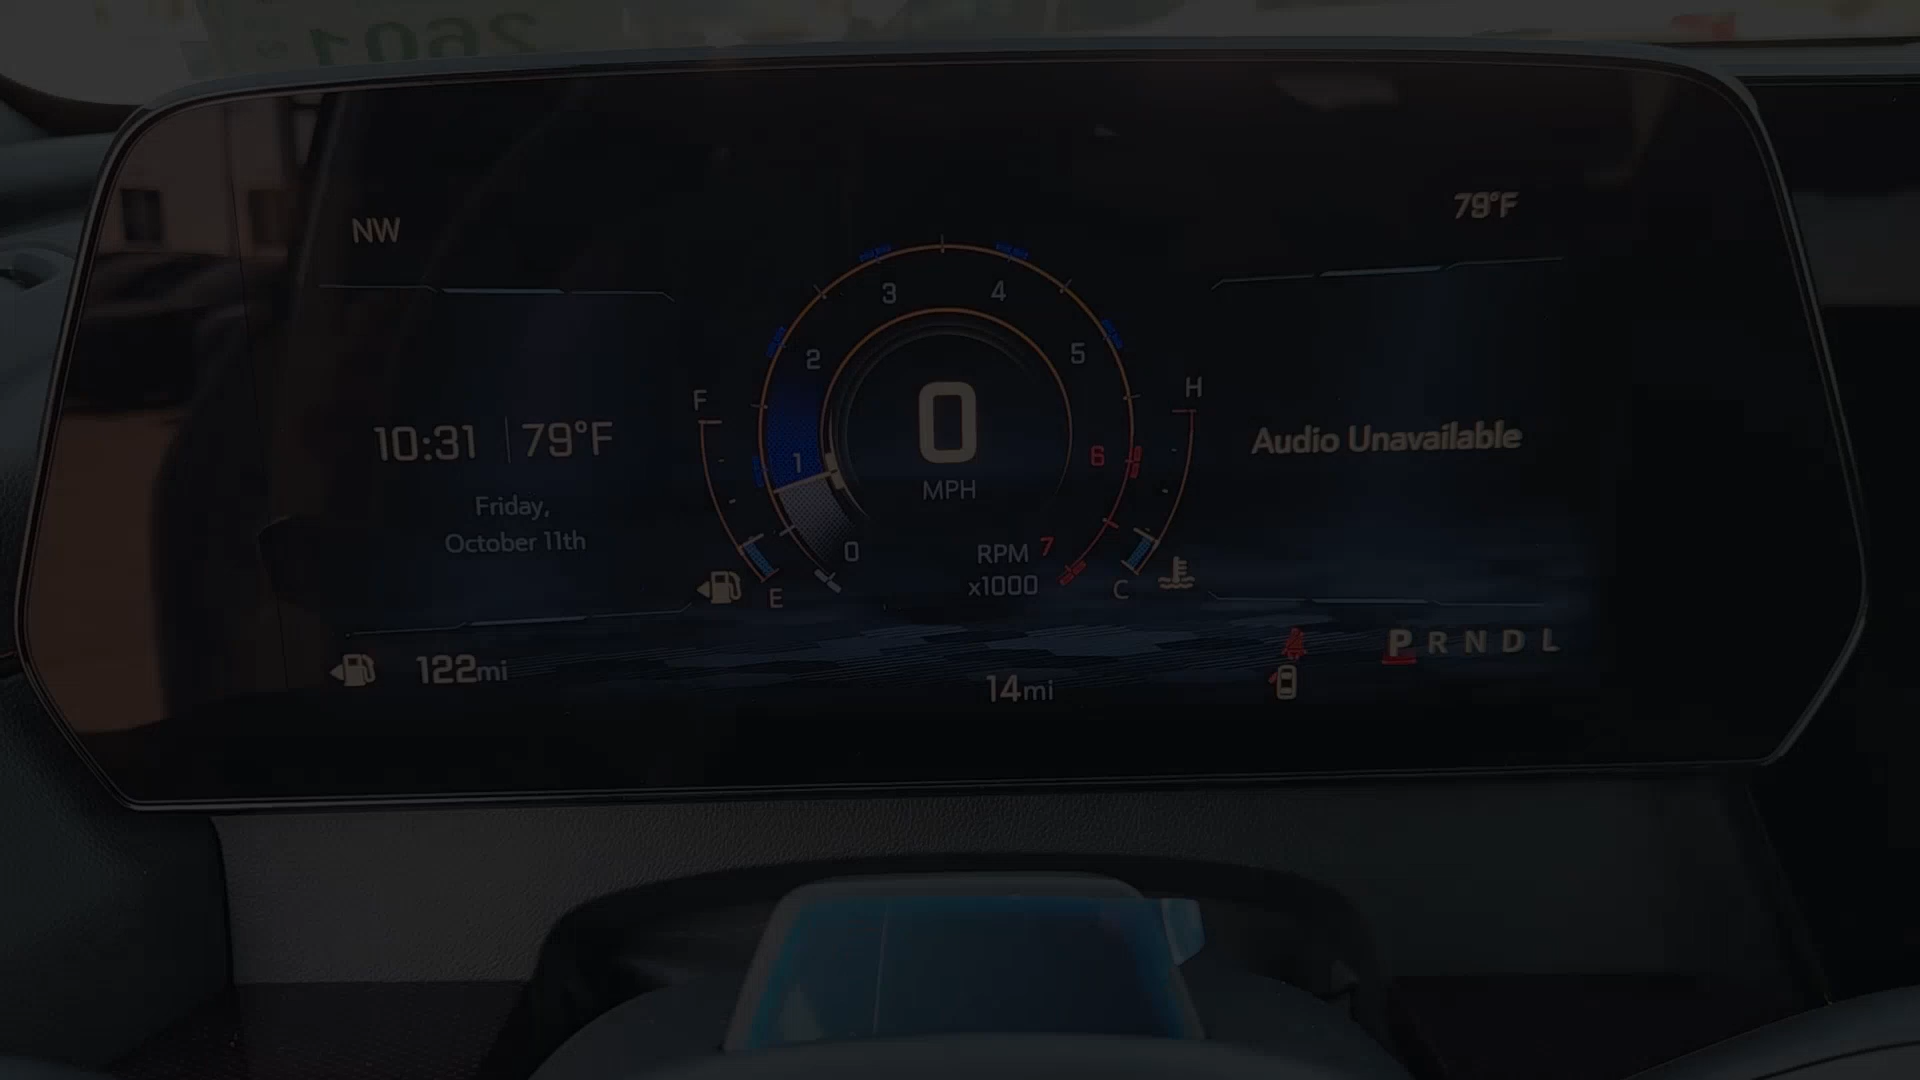 2601
NW
79°F
3
4
2
5
F
H
10:31
79°F
0
Audio Unavailable
1
6
MPH
Friday,
October 11th
0
RPM
7
x1000
E
C
P R N D L
122mi
14mi